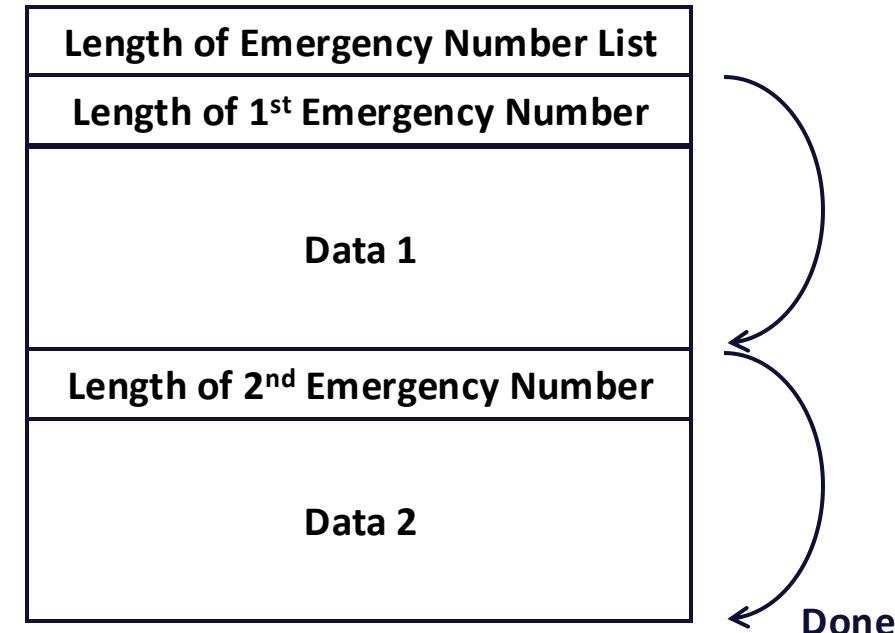 Length of Emergency Number List
Length of 1st Emergency Number
Data 1
Length of 2nd Emergency Number
Data 2
Done